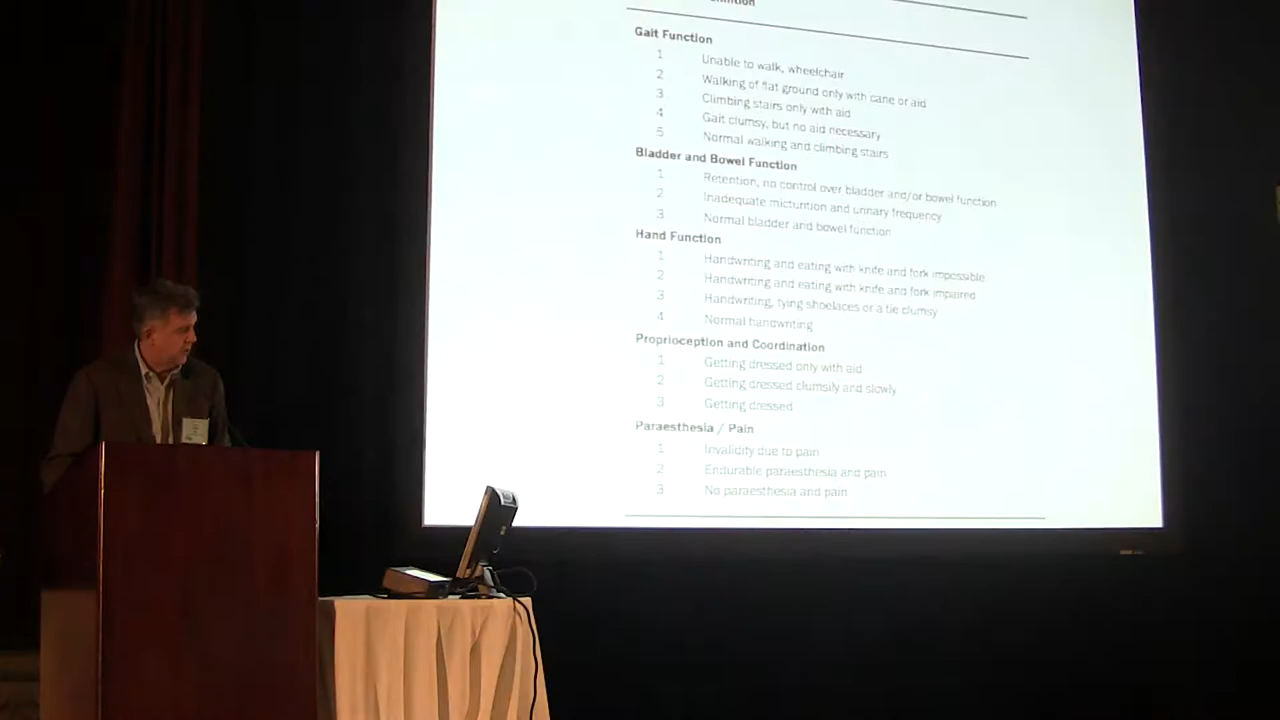 Gait Function
1 Unable to walk, wheelchair
2 Walking of flat ground only with cane or aid
3 Climbing stairs only with aid
4 Gait clumsy, but no aid necessary
5 Normal walking and climbing stairs
Bladder and Bowel Function
1 Retention, no control over bladder and/or bowel function
2 Inadequate micturition and urinary frequency
3 Normal bladder and bowel function
Hand Function
1 Handwriting and eating with knife and fork impossible
2 Handwriting and eating with knife and fork impaired
3 Handwriting, tying shoelaces or a tie clumsy
4 Normal handwriting
Proprioception and Coordination
1 Getting dressed only with aid
2 Getting dressed clumsily and slowly
3 Getting dressed
Paraesthesia / Pain
1 Invalidity due to pain
2 Endurable paraesthesia and pain
3 No paraesthesia and pain